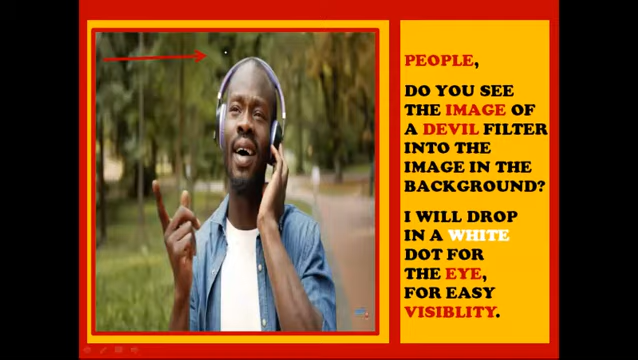 PEOPLE,
DO YOU SEE
THE IMAGE OF
A DEVIL FILTER
INTO THE
IMAGE IN THE
BACKGROUND?
I WILL DROP
IN A WHITE
DOT FOR
THE EYE,
FOR EASY
VISIBLITY.